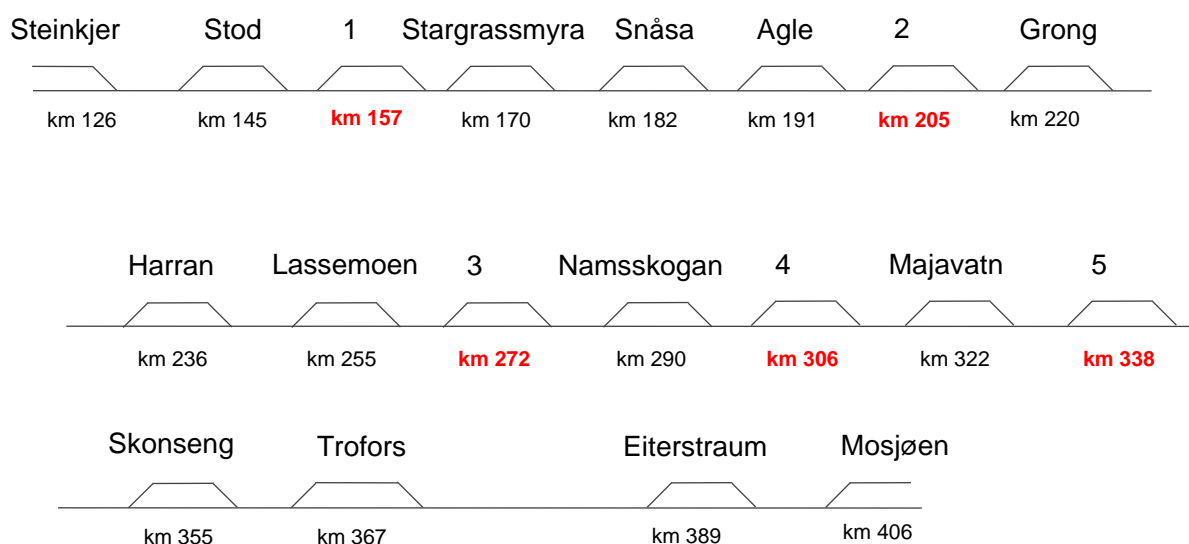 Steinkjer Stod 1 Stargrassmyra Snåsa Agle 2 Grong
km 126 km 145 km 157 km 170 km 182 km 191 km 205 km 220
Harran Lassemoen 3 Namsskogan 4 Majavatn 5
km 236 km 255 km 272 km 290 km 306 km 322 km 338
Skonseng Trofors Eiterstraum Mosjøen
km 355 km 367 km 389 km 406